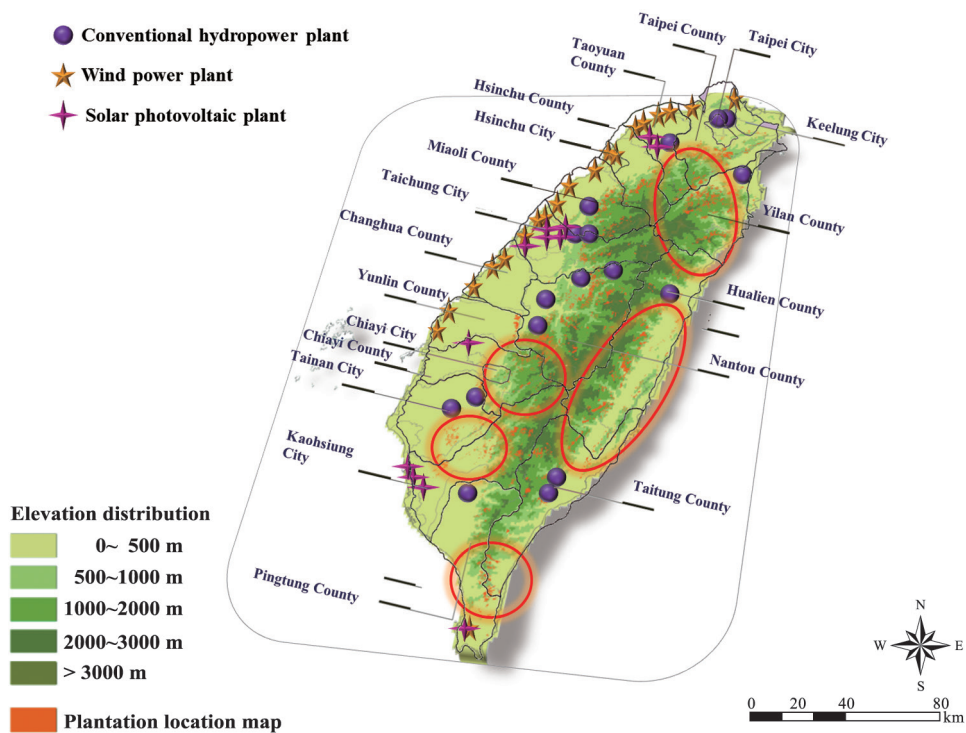 Conventional hydropower plant
Wind power plant
Solar photovoltaic plant
Taipei County
Taipei City
Taoyuan
County
Hsinchu County
Keelung City
Hsinchu City
Miaoli County
Taichung City
Yilan County
Changhua County
Yunlin County
Hualien County
Chiayi City
Chiayi County
Nantou County
Tainan City
Kaohsiung
City
Taitung County
Pingtung County
Elevation distribution
0~ 500 m
500~1000 m
1000~2000 m
2000~3000 m
> 3000 m
Plantation location map
N
W
E
S
0 20 40 80
km